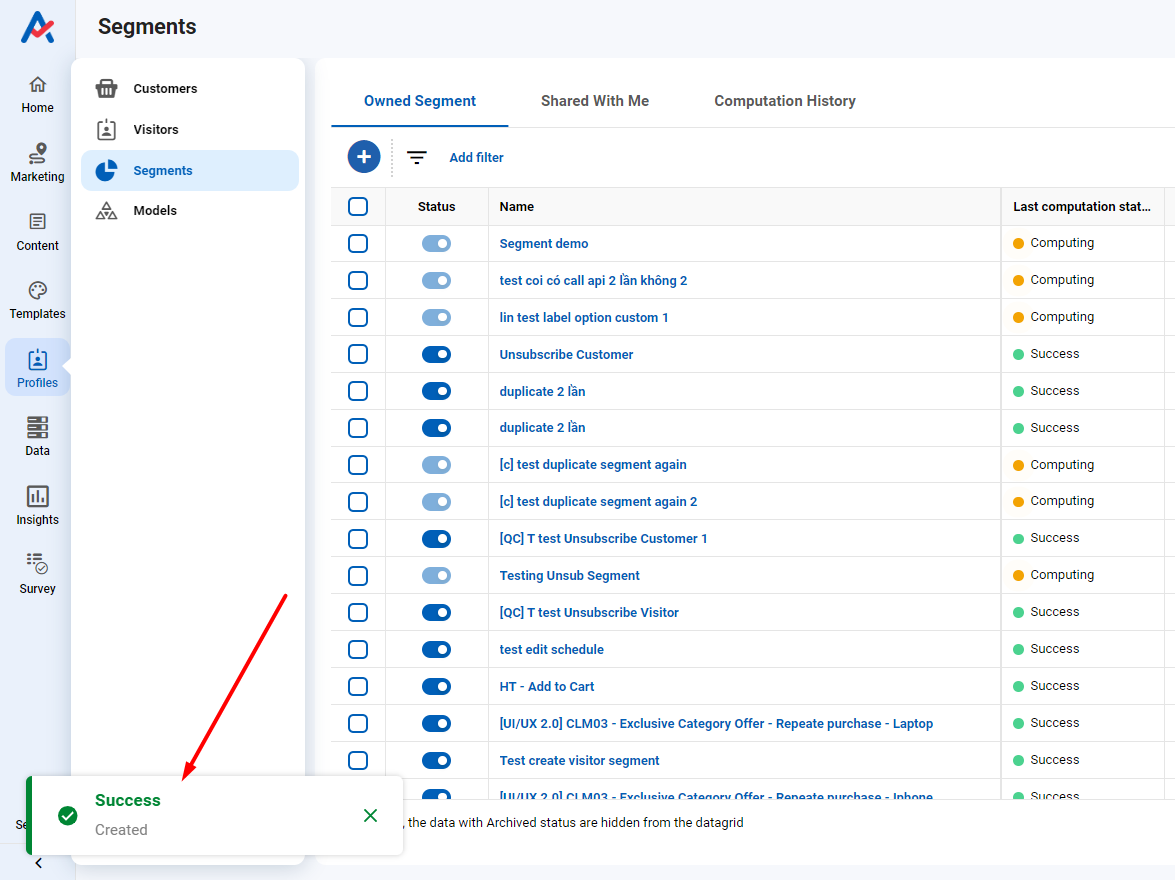 Segments
Home
Marketing
Content
Templates
Profiles
Data
Insights
Survey
Customers
Visitors
Segments
Models
Owned Segment
Shared With Me
Computation History
Add filter
Status Name Last computation stat...
Segment demo Computing
test coi có call api 2 lần không 2 Computing
lin test label option custom 1 Computing
Unsubscribe Customer Success
duplicate 2 lần Success
duplicate 2 lần Success
[c] test duplicate segment again Computing
[c] test duplicate segment again 2 Computing
[QC] T test Unsubscribe Customer 1 Success
Testing Unsub Segment Computing
[QC] T test Unsubscribe Visitor Success
test edit schedule Success
HT - Add to Cart Success
[UI/UX 2.0] CLM03 - Exclusive Category Offer - Repeate purchase - Laptop Success
Test create visitor segment Success
[UI/UX 2.0] CLM03 - Exclusive Category Offer - Repeate purchase - Iphone Success
, the data with Archived status are hidden from the datagrid
Success
Created